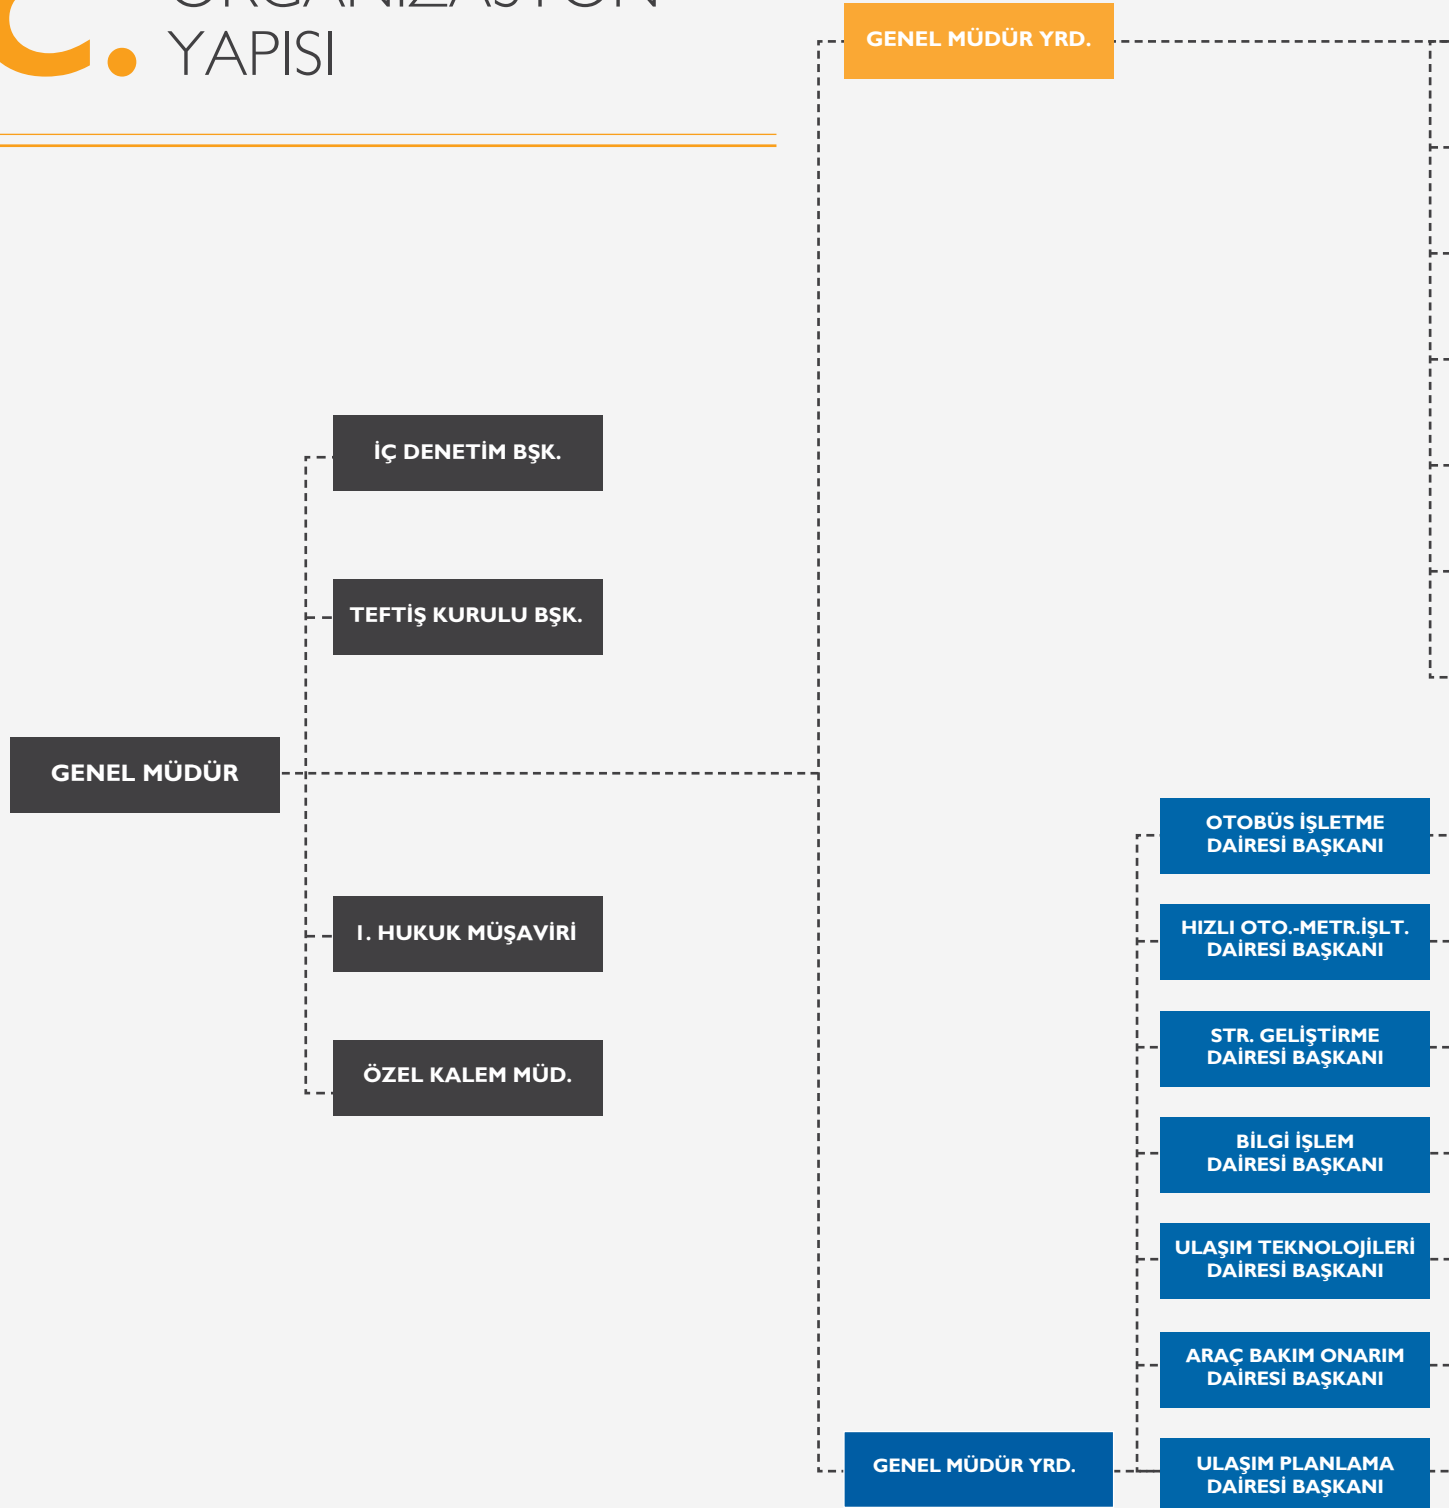 C. ORGANİZASYON
YAPISI
GENEL MÜDÜR YRD.
İÇ DENETİM BŞK.
TEFTİŞ KURULU BŞK.
GENEL MÜDÜR
1. HUKUK MÜŞAVİRİ
ÖZEL KALEM MÜD.
OTOBÜS İŞLETME
DAİRESİ BAŞKANI
HIZLI OTO.-METR.İŞLT.
DAİRESİ BAŞKANI
STR. GELİŞTİRME
DAİRESİ BAŞKANI
BİLGİ İŞLEM
DAİRESİ BAŞKANI
ULAŞIM TEKNOLOJİLERİ
DAİRESİ BAŞKANI
ARAÇ BAKIM ONARIM
DAİRESİ BAŞKANI
GENEL MÜDÜR YRD.
ULAŞIM PLANLAMA
DAİRESİ BAŞKANI